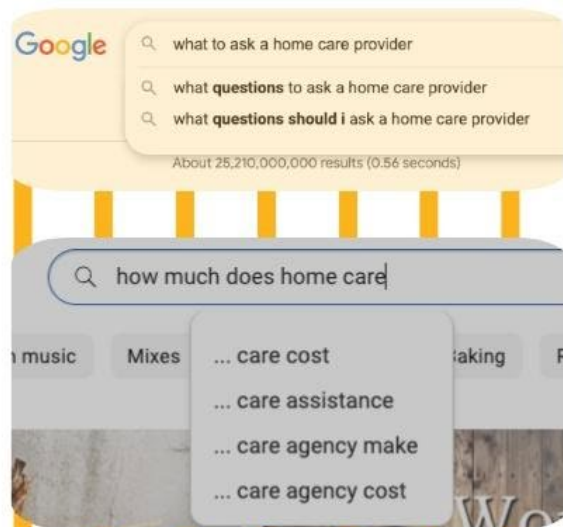 Google
what to ask a home care provider
what questions to ask a home care provider
what questions should i ask a home care provider
About 25,210,000,000 results (0.56 seconds)
how much does home care
music
Mixes
... care cost
... care assistance
... care agency make
... care agency cost